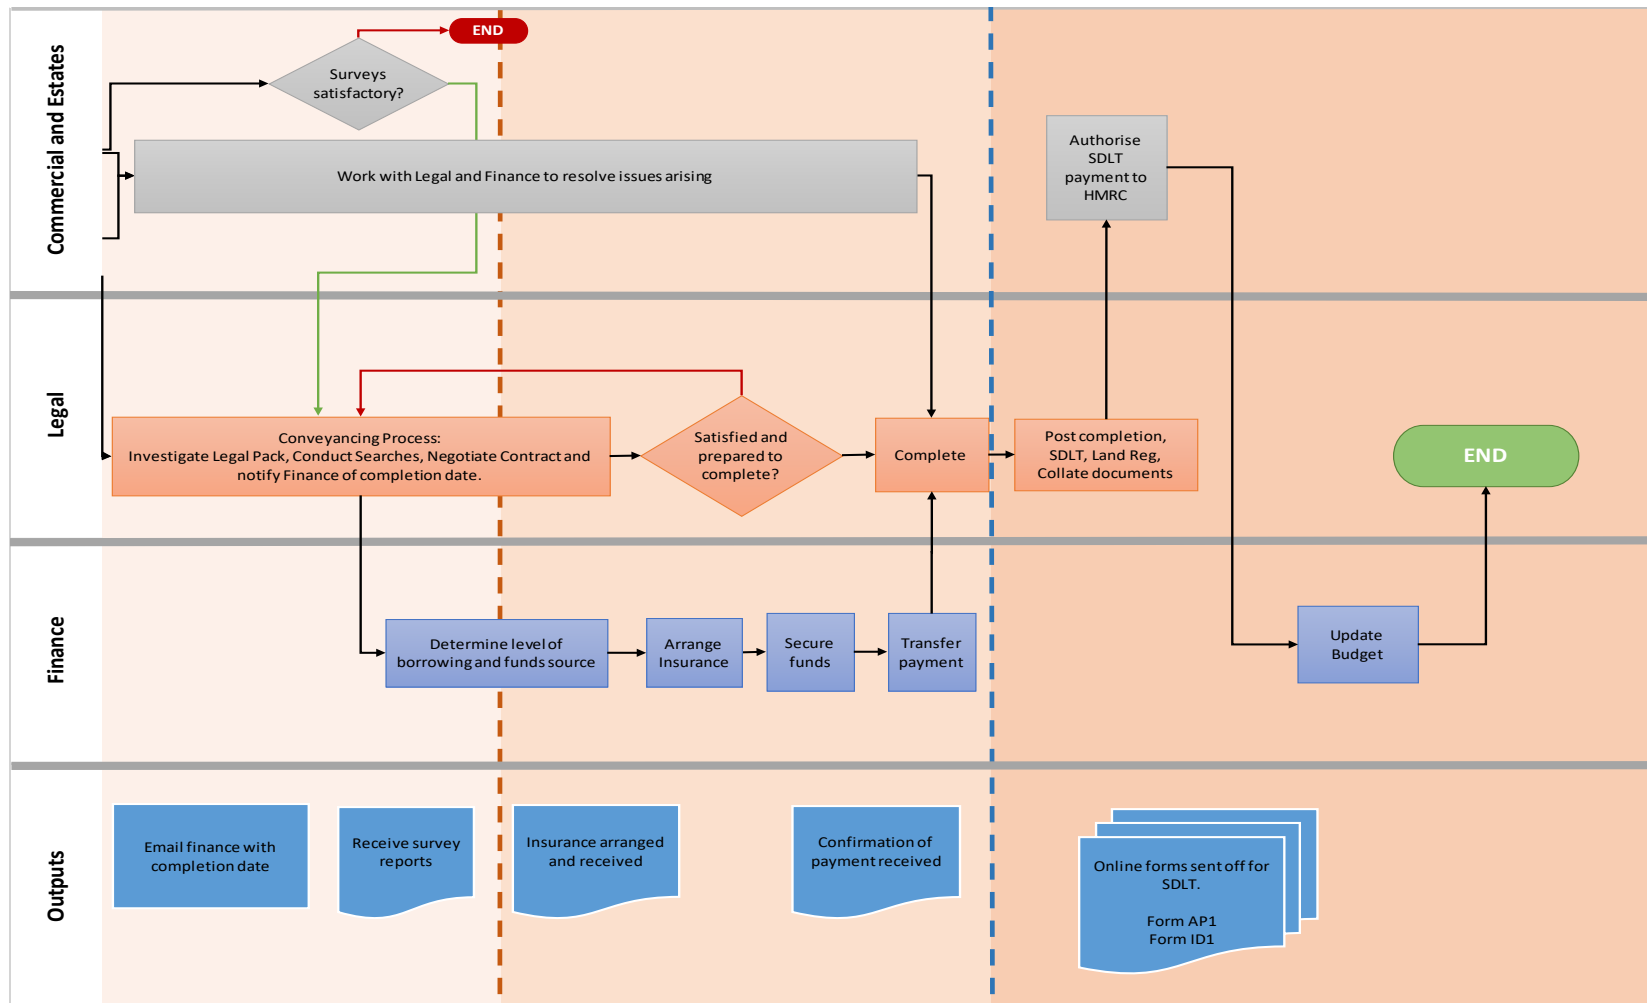 Commercial and Estates
END
Surveys
satisfactory?
Work with Legal and Finance to resolve issues arising
Authorise
SDLT
payment to
HMRC
Legal
Conveyancing Process:
Investigate Legal Pack, Conduct Searches, Negotiate Contract and
notify Finance of completion date.
Satisfied and
prepared to
complete?
Complete
Post completion,
SDLT, Land Reg,
Collate documents
END
Finance
Determine level of
borrowing and funds source
Arrange
Insurance
Secure
funds
Transfer
payment
Update
Budget
Outputs
Email finance with
completion date
Receive survey
reports
Insurance arranged
and received
Confirmation of
payment received
Online forms sent off for
SDLT.
Form AP1
Form ID1